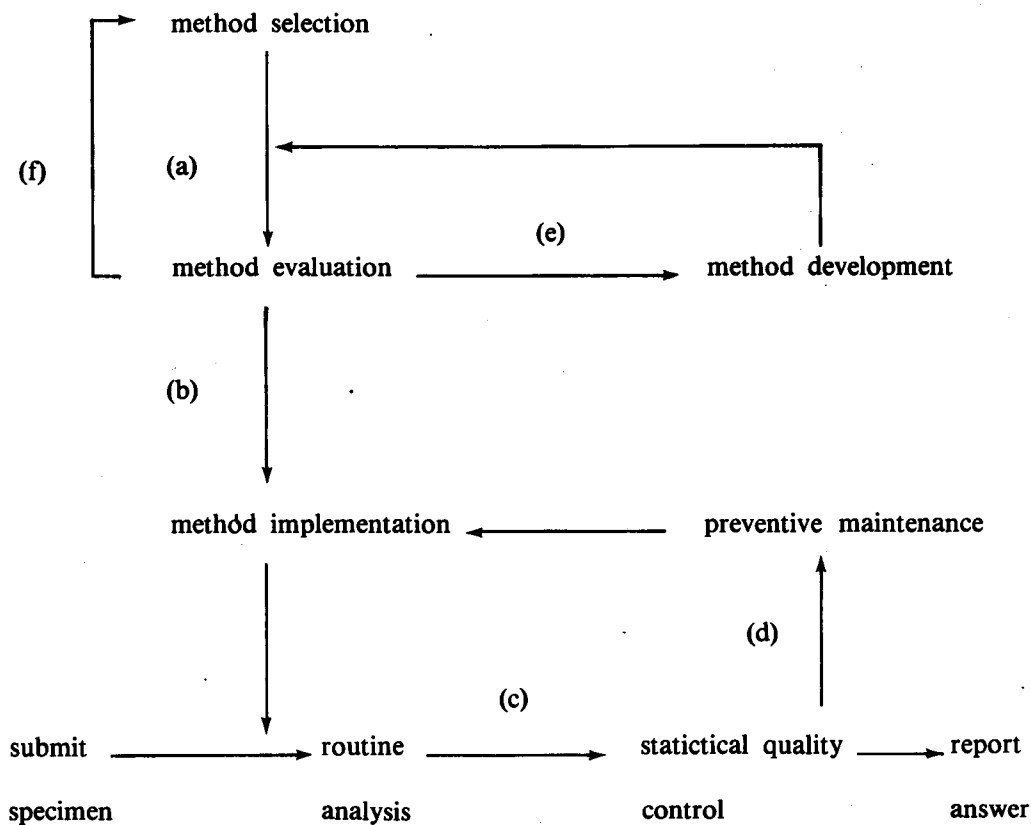 method selection
(f)
(a)
(e)
method evaluation
method development
(b)
method implementation
preventive maintenance
(d)
(c)
submit
routine
statictical quality
report
specimen
analysis
control
answer